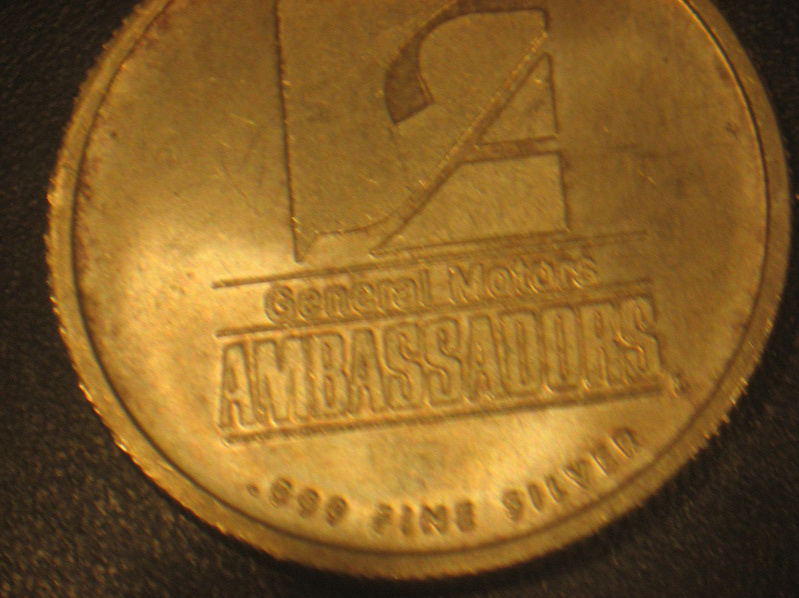 General Motors
AMBASSADORS
.999 FINE SILVER